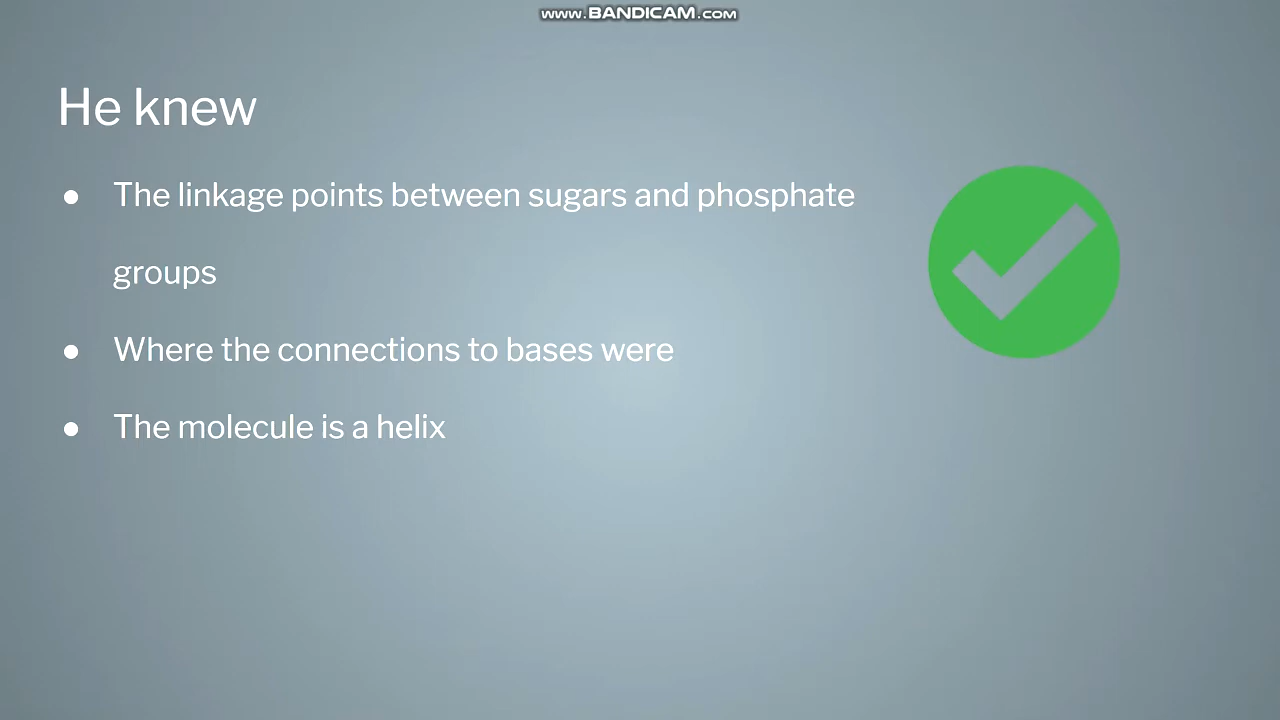 www.BANDICAM.com
He knew
● The linkage points between sugars and phosphate
groups
● Where the connections to bases were
● The molecule is a helix